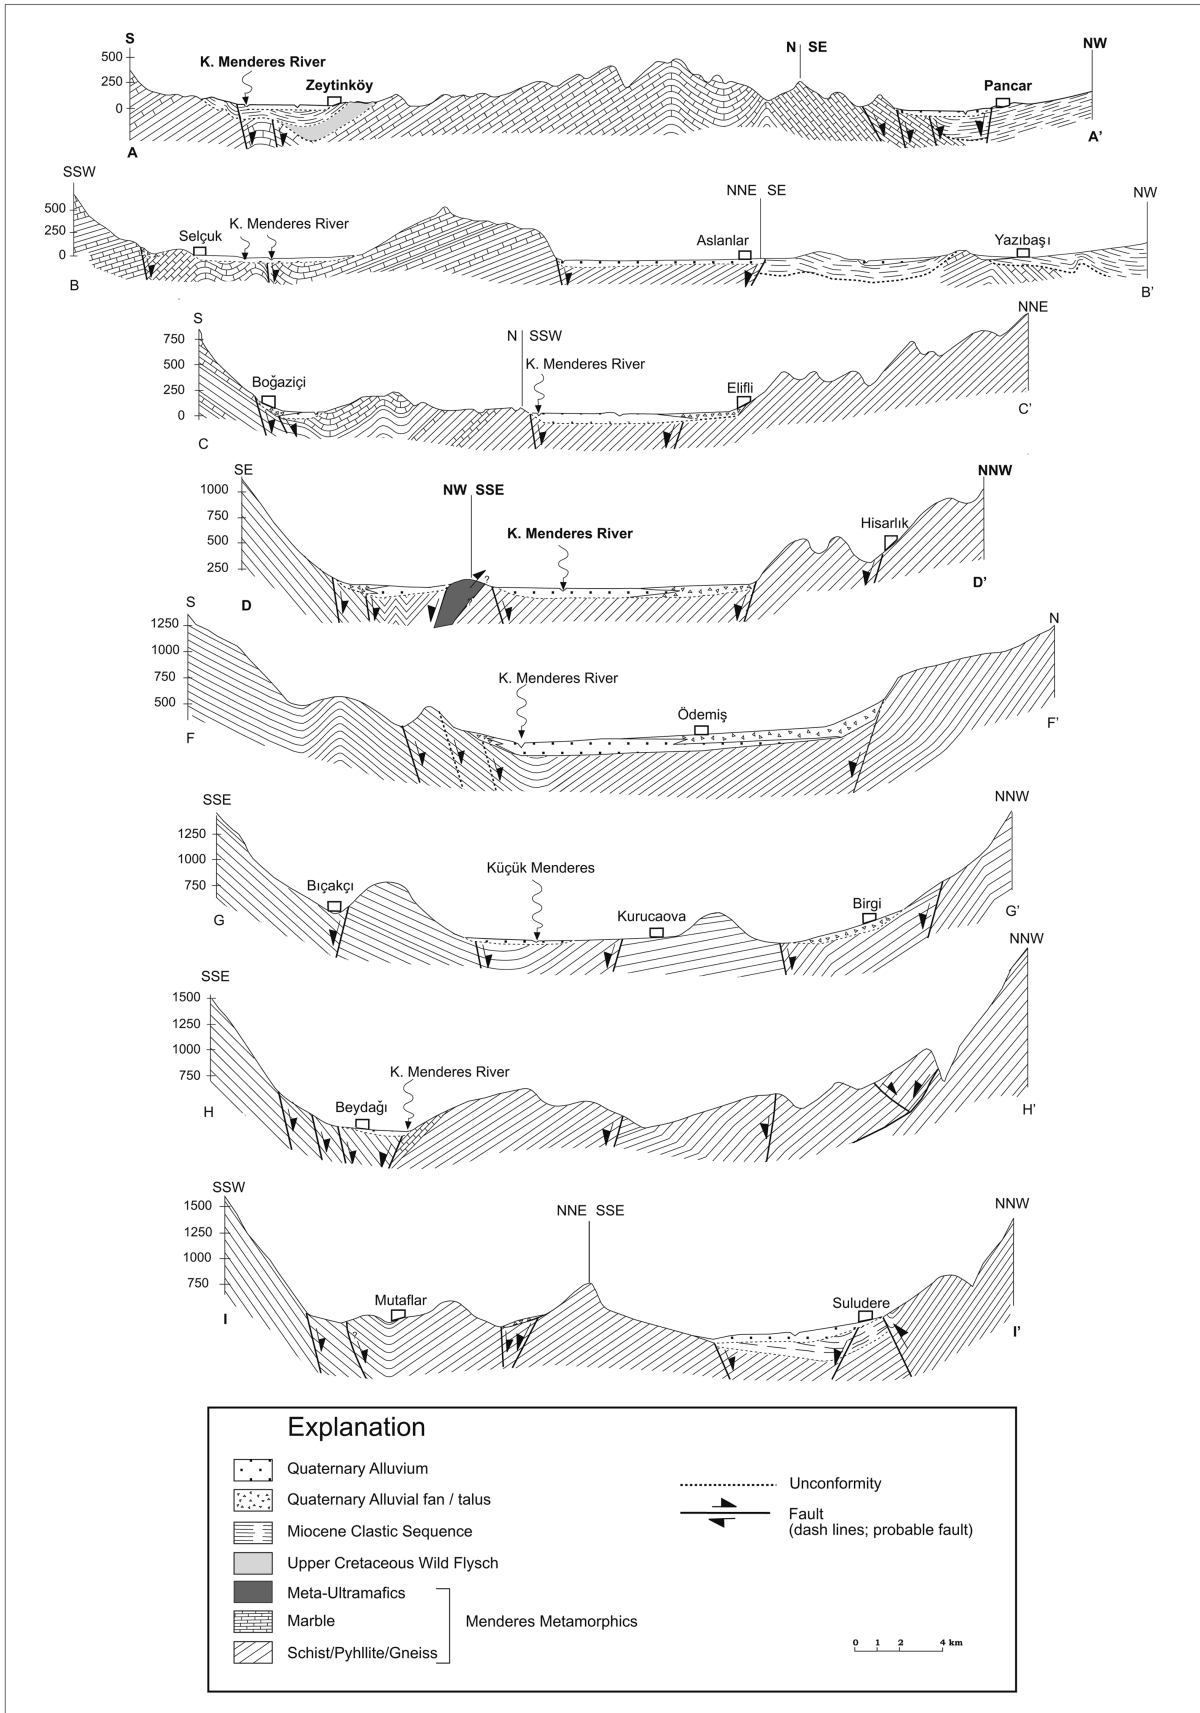 S
N SE
NW
500
250
0
K. Menderes River
Zeytinköy
Pancar
A
A'
SSW
NNE SE
NW
500
250
0
Selçuk
K. Menderes River
Aslanlar
Yazıbaşı
B
B'
S
N SSW
NNE
750
500
250
0
Boğaziçi
K. Menderes River
Elifli
C
C'
SE
NW SSE
NNW
1000
750
500
250
K. Menderes River
Hisarlık
?
?
D
D'
S
N
1250
1000
750
500
K. Menderes River
Ödemiş
F
F'
SSE
NNW
1250
1000
750
Bıçakçı
Küçük Menderes
Kurucaova
Birgi
G
G'
SSE
NNW
1500
1250
1000
750
Beydağı
K. Menderes River
H
H'
SSW
NNE SSE
NNW
1500
1250
1000
750
Mutaflar
Suludere
?
I
I'
Explanation
Quaternary Alluvium
Quaternary Alluvial fan / talus
Miocene Clastic Sequence
Upper Cretaceous Wild Flysch
Meta-Ultramafics
Marble
Schist/Pyhllite/Gneiss
Menderes Metamorphics
Unconformity
Fault
(dash lines; probable fault)
0 1 2 4 km